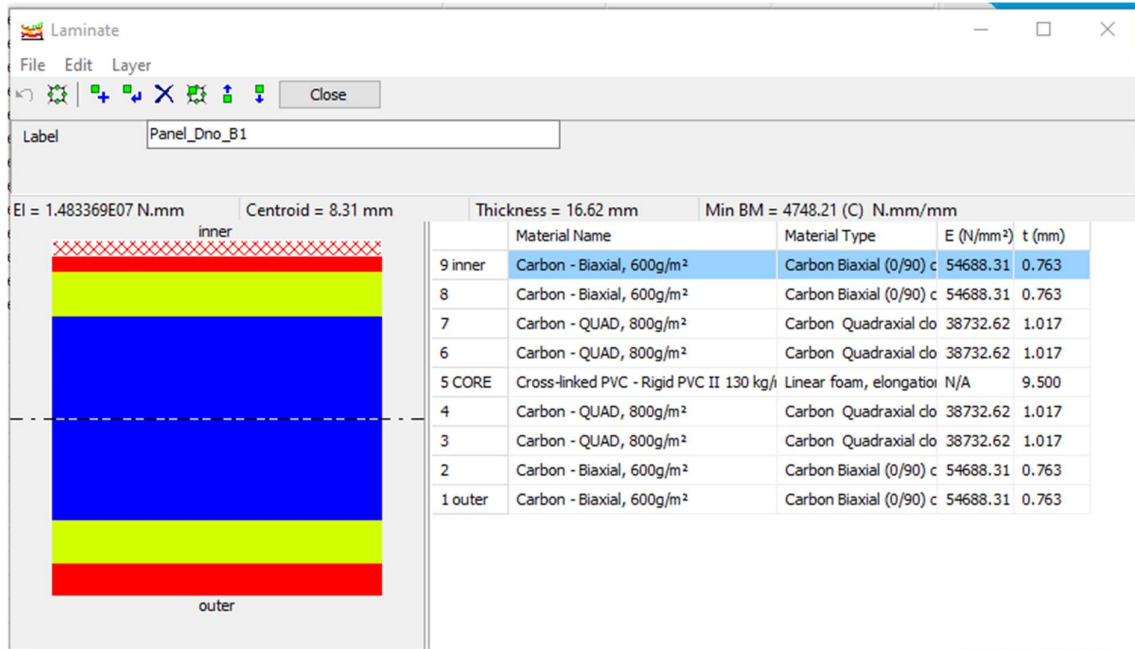 Laminate
File Edit Layer
Close
Label Panel_Dno_B1
EI = 1.483369E07 N.mm Centroid = 8.31 mm Thickness = 16.62 mm Min BM = 4748.21 (C) N.mm/mm
inner
Material Name Material Type E (N/mm²) t (mm)
9 inner Carbon - Biaxial, 600g/m² Carbon Biaxial (0/90) c 54688.31 0.763
8 Carbon - Biaxial, 600g/m² Carbon Biaxial (0/90) c 54688.31 0.763
7 Carbon - QUAD, 800g/m² Carbon Quadraxial clo 38732.62 1.017
6 Carbon - QUAD, 800g/m² Carbon Quadraxial clo 38732.62 1.017
5 CORE Cross-linked PVC - Rigid PVC II 130 kg/r Linear foam, elongation N/A 9.500
4 Carbon - QUAD, 800g/m² Carbon Quadraxial clo 38732.62 1.017
3 Carbon - QUAD, 800g/m² Carbon Quadraxial clo 38732.62 1.017
2 Carbon - Biaxial, 600g/m² Carbon Biaxial (0/90) c 54688.31 0.763
1 outer Carbon - Biaxial, 600g/m² Carbon Biaxial (0/90) c 54688.31 0.763
outer